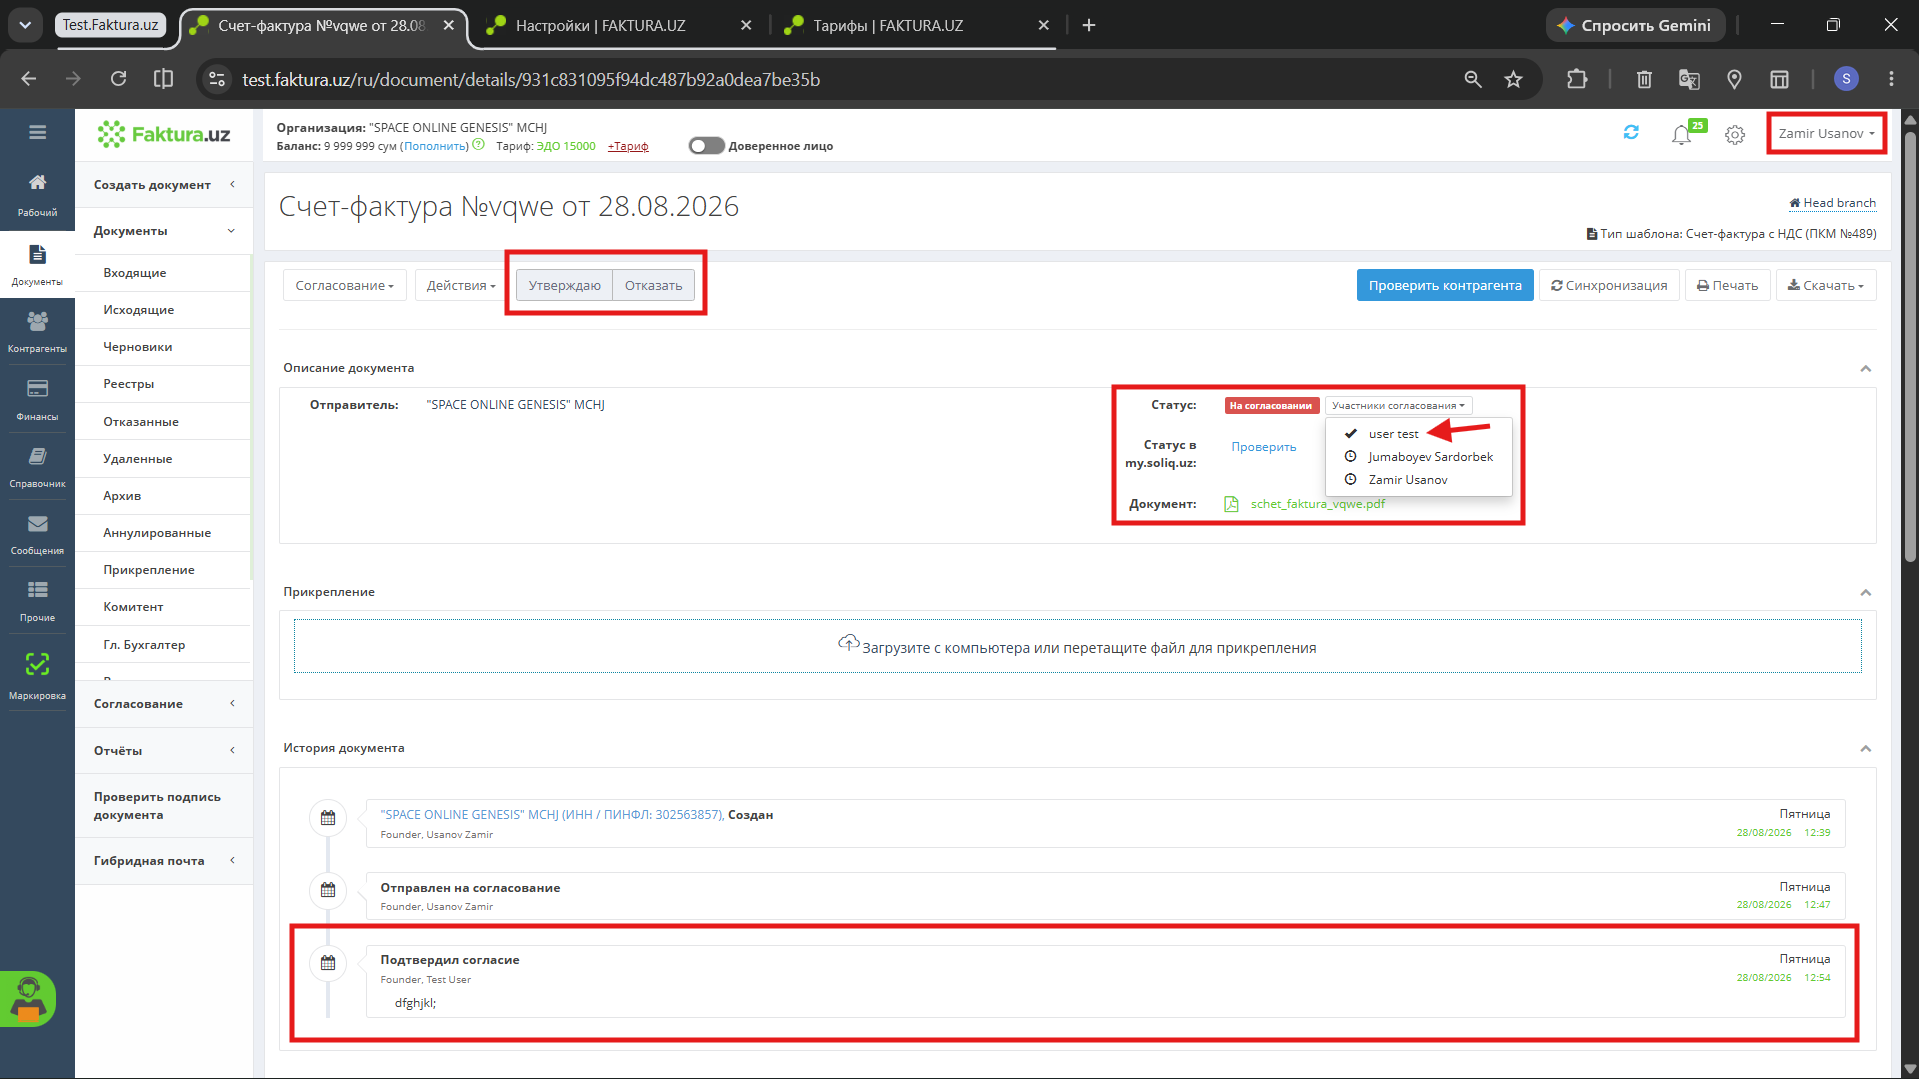 Test.Faktura.uz
Счет-фактура №vqwe от 28.08
Настройки | FAKTURA.UZ
Тарифы | FAKTURA.UZ
Спросить Gemini
test.faktura.uz/ru/document/details/931c831095f94dc487b92a0dea7be35b
S
Faktura.uz
Организация: "SPACE ONLINE GENESIS" MCHJ
Баланс: 9 999 999 сум (Пополнить) Тариф: ЭДО 15000 +Тариф
Доверенное лицо
25
Zamir Usanov
Рабочий
Документы
Контрагенты
Финансы
Справочник
Сообщения
Прочие
Маркировка
Создать документ
Документы
Входящие
Исходящие
Черновики
Реестры
Отказанные
Удаленные
Архив
Аннулированные
Прикрепление
Комитент
Гл. Бухгалтер
Согласование
Отчёты
Проверить подпись
документа
Гибридная почта
Счет-фактура №vqwe от 28.08.2026
Head branch
Тип шаблона: Счет-фактура с НДС (ПКМ №489)
Согласование
Действия
Утверждаю
Отказать
Проверить контрагента
Синхронизация
Печать
Скачать
Описание документа
Отправитель: "SPACE ONLINE GENESIS" MCHJ
Статус: На согласовании Участники согласования
user test
Jumaboyev Sardorbek
Zamir Usanov
Статус в
my.soliq.uz: Проверить
Документ: schet_faktura_vqwe.pdf
Прикрепление
Загрузите с компьютера или перетащите файл для прикрепления
История документа
"SPACE ONLINE GENESIS" MCHJ (ИНН / ПИНФЛ: 302563857), Создан
Founder, Usanov Zamir
Пятница
28/08/2026 12:39
Отправлен на согласование
Founder, Usanov Zamir
Пятница
28/08/2026 12:47
Подтвердил согласие
Founder, Test User
dfghjkl;
Пятница
28/08/2026 12:54